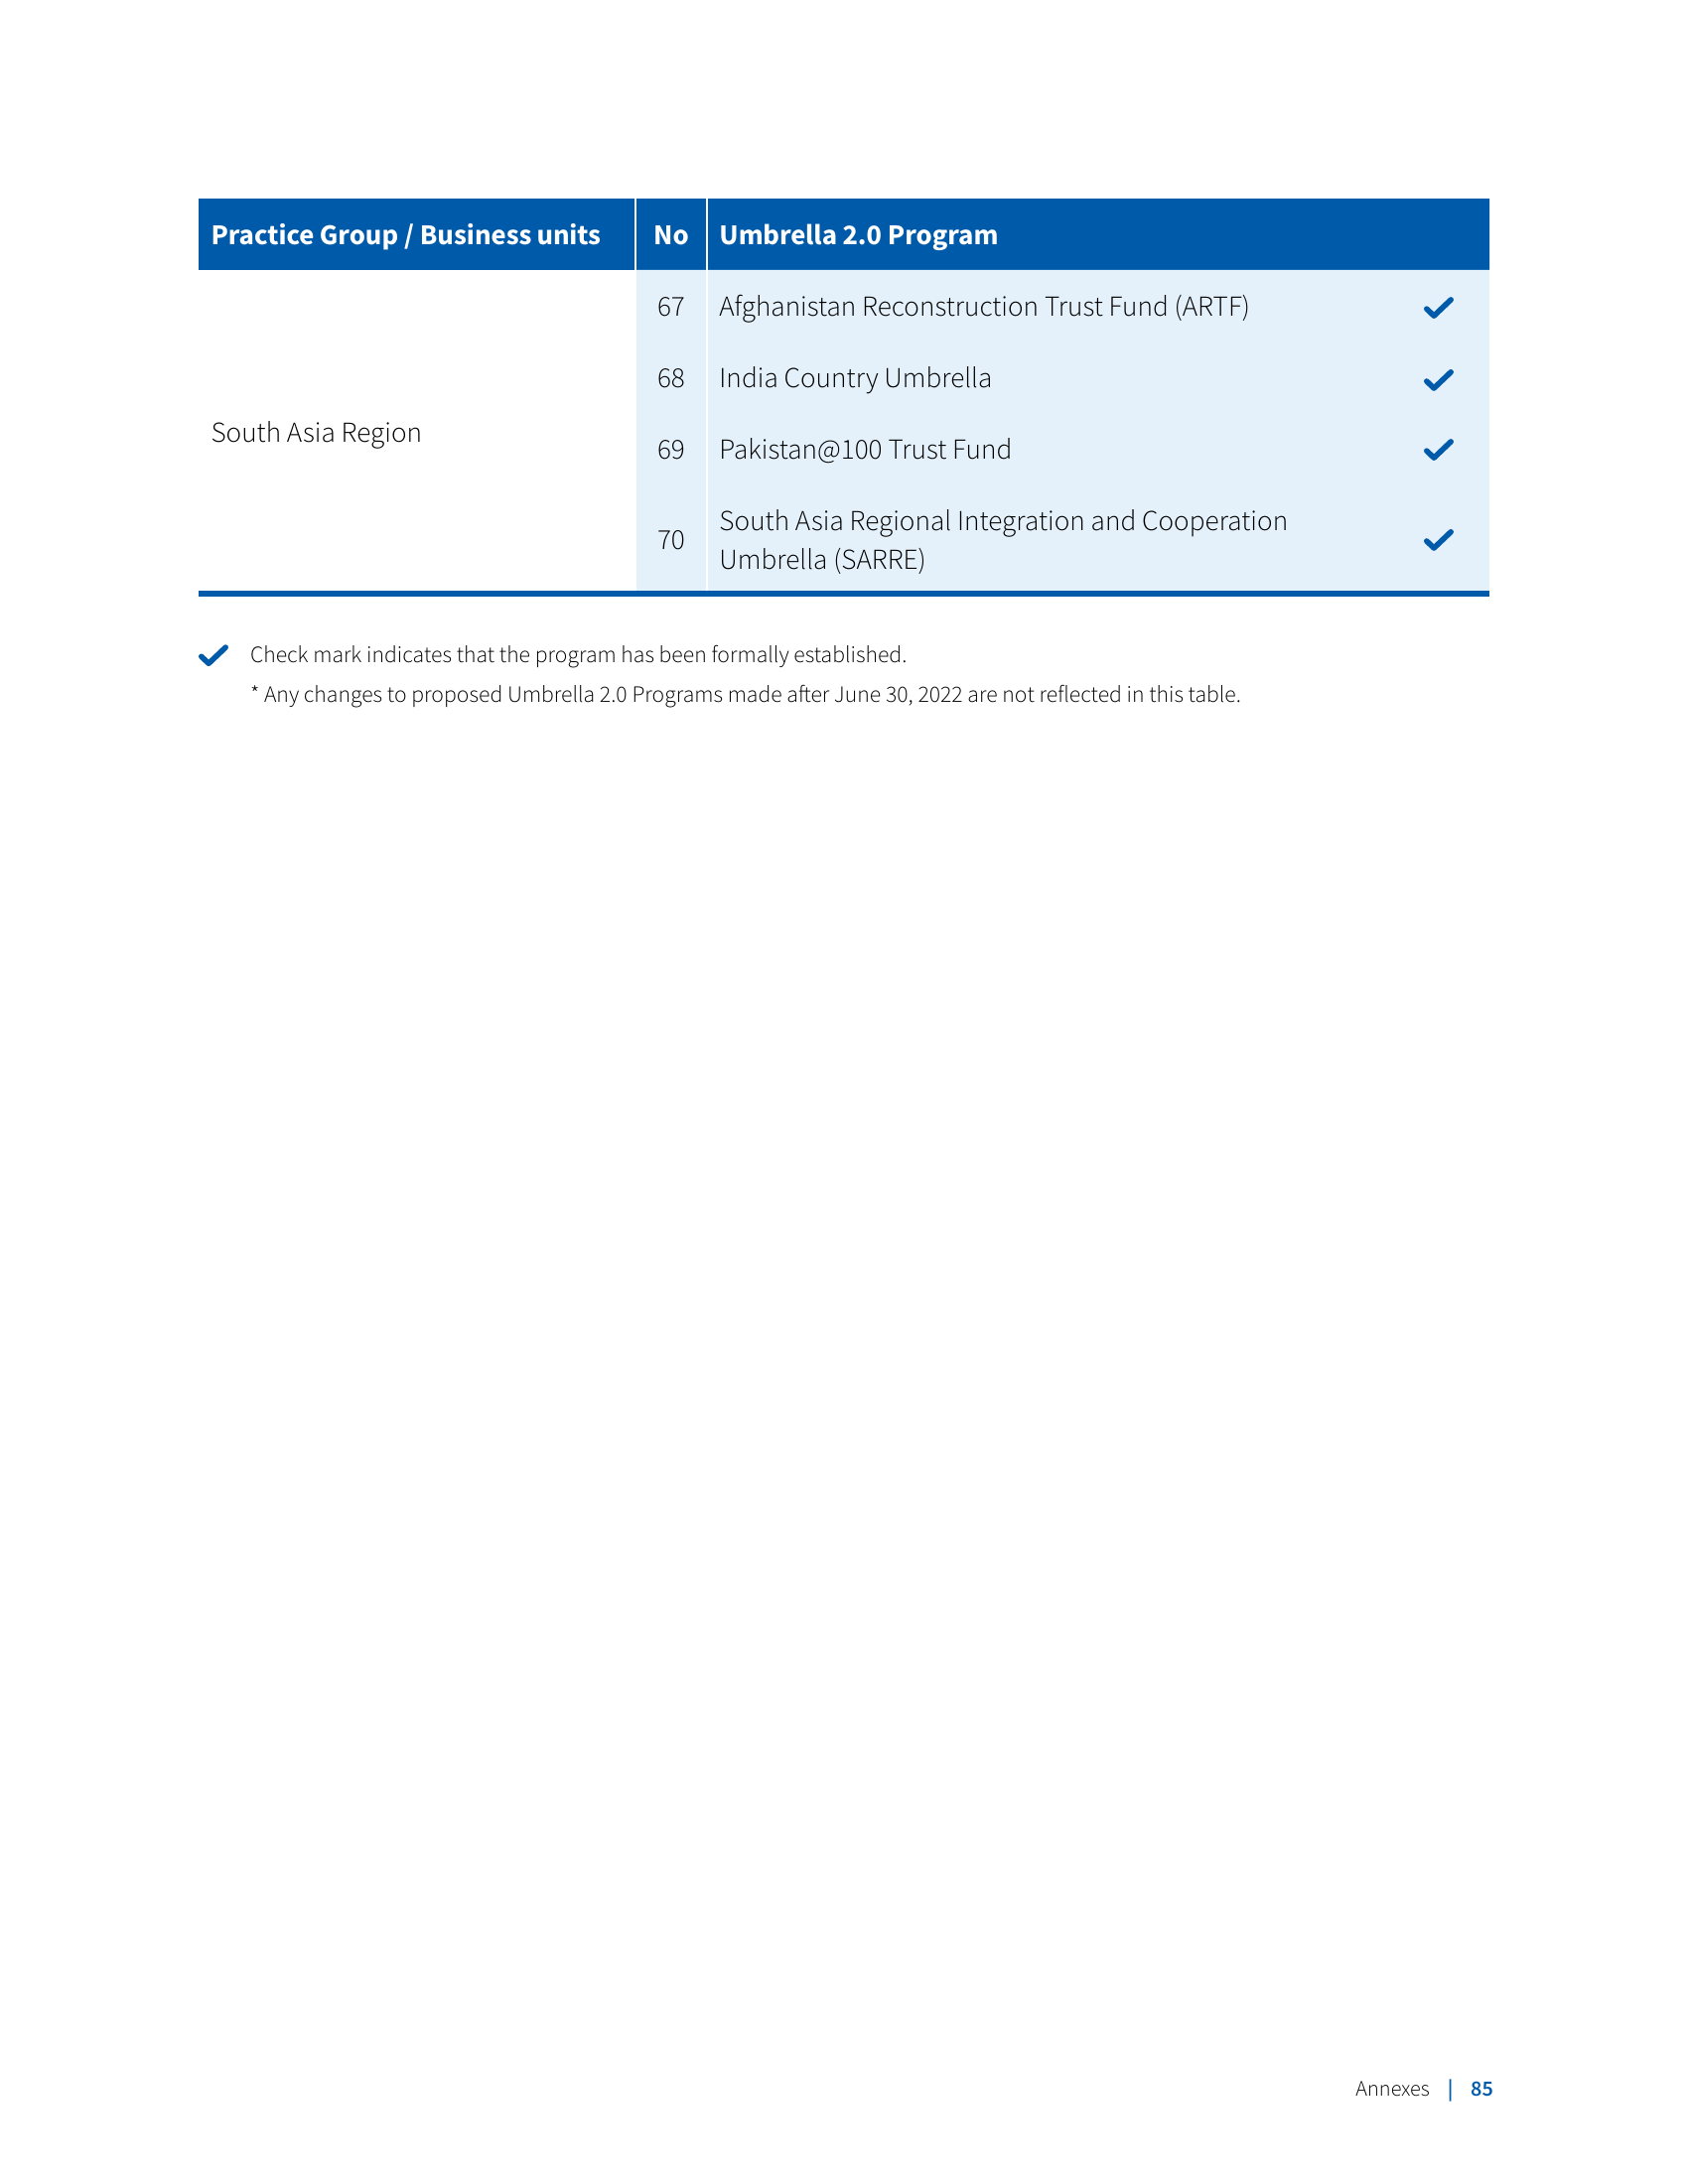 Practice Group / Business units No Umbrella 2.0 Program
67 Afghanistan Reconstruction Trust Fund (ARTF) ✓
68 India Country Umbrella ✓
South Asia Region
69 Pakistan@100 Trust Fund ✓
70 South Asia Regional Integration and Cooperation
Umbrella (SARRE) ✓
✓ Check mark indicates that the program has been formally established.
* Any changes to proposed Umbrella 2.0 Programs made after June 30, 2022 are not reflected in this table.
Annexes | 85